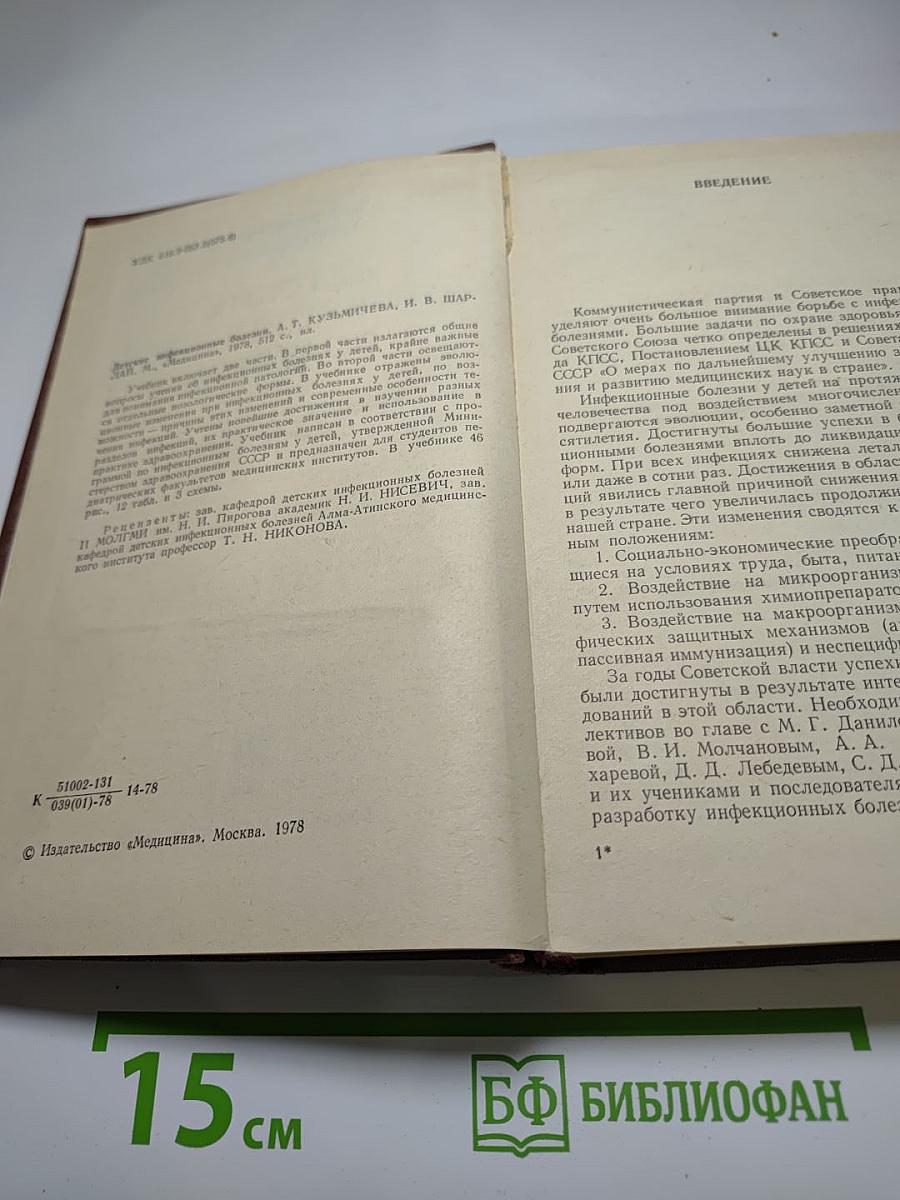 УДК 616.9-053.2(075.8)
Детские инфекционные болезни. А. Т. КУЗЬМИЧЕВА, И. В. ШАР-
ЛАЙ. М., «Медицина», 1978, 512 с., ил.
Учебник включает две части. В первой части излагаются общие
вопросы учения об инфекционных болезнях у детей, крайне важные
для понимания инфекционной патологии. Во второй части освещают-
ся отдельные нозологические формы. В учебнике отражены эволю-
ционные изменения при инфекционных болезнях у детей, по воз-
можности — причины этих изменений и современные особенности те-
чения инфекций. Учтены новейшие достижения в изучении разных
разделов инфекций, их практическое значение и использование в
практике здравоохранения. Учебник написан в соответствии с про-
граммой по инфекционным болезням у детей, утвержденной Мини-
стерством здравоохранения СССР и предназначен для студентов пе-
диатрических факультетов медицинских институтов. В учебнике 46
рис., 12 табл. и 3 схемы.
Рецензенты: зав. кафедрой детских инфекционных болезней
II МОЛГМИ им. Н. И. Пирогова академик Н. И. НИСЕВИЧ, зав.
кафедрой детских инфекционных болезней Алма-Атинского медицинс-
кого института профессор Т. Н. НИКОНОВА.
К 51002-131
039(01)-78 14-78
© Издательство «Медицина». Москва. 1978
ВВЕДЕНИЕ
Коммунистическая партия и Советское прав
уделяют очень большое внимание борьбе с инфе
болезнями. Большие задачи по охране здоровья
Советского Союза четко определены в решениях
да КПСС, Постановлением ЦК КПСС и Совета
СССР «О мерах по дальнейшему улучшению з
ния и развитию медицинских наук в стране».
Инфекционные болезни у детей на протяж
человечества под воздействием многочислен
подвергаются эволюции, особенно заметной
сятилетия. Достигнуты большие успехи в б
ционными болезнями вплоть до ликвидаци
форм. При всех инфекциях снижена летал
или даже в сотни раз. Достижения в област
ций явились главной причиной снижения
в результате чего увеличилась продолжи
нашей стране. Эти изменения сводятся к
ным положениям:
1. Социально-экономические преобра
щиеся на условиях труда, быта, питан
2. Воздействие на микроорганизм
путем использования химиопрепарато
3. Воздействие на макроорганизм
фических защитных механизмов (а
пассивная иммунизация) и неспециф
За годы Советской власти успехи
были достигнуты в результате инте
дований в этой области. Необходи
лективов во главе с М. Г. Данил
вой, В. И. Молчановым, А. А.
харевой, Д. Д. Лебедевым, С. Д.
и их учениками и последователя
разработку инфекционных болез
1*
15 см
БФ БИБЛИОФАН